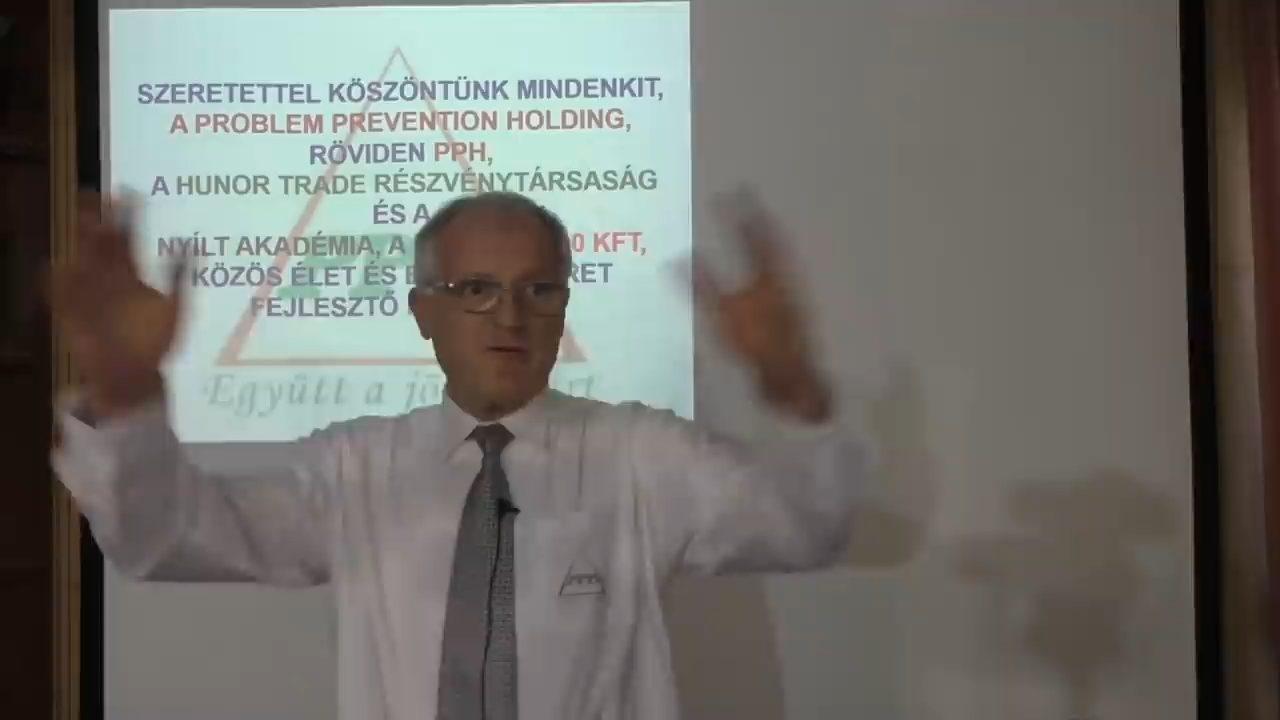 SZERETETTEL KÖSZÖNTÜNK MINDENKIT,
A PROBLEM PREVENTION HOLDING,
RÖVIDEN PPH,
A HUNOR TRADE RÉSZVÉNYTÁRSASÁG
ÉS A
NYÍLT AKADÉMIA, A KFT,
KÖZÖS ÉLET ÉS
FEJLESZTŐ
Együtt a